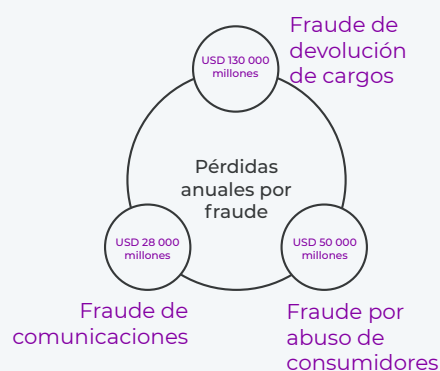 Fraude de
devolución
de cargos
USD 130 000
millones
Pérdidas
anuales por
fraude
USD 28 000
millones
USD 50 000
millones
Fraude de
comunicaciones
Fraude por
abuso de
consumidores